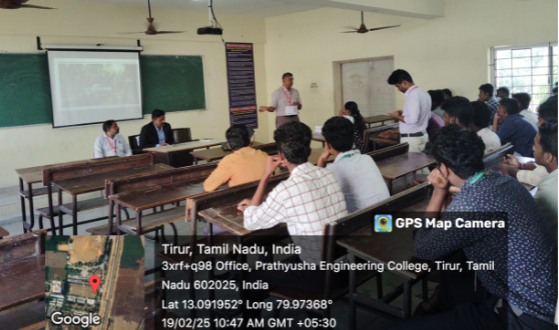 GPS Map Camera
Tirur, Tamil Nadu, India
3xrf+q98 Office, Prathyusha Engineering College, Tirur, Tamil
Nadu 602025, India
Lat 13.091952° Long 79.97368°
19/02/25 10:47 AM GMT +05:30
Google